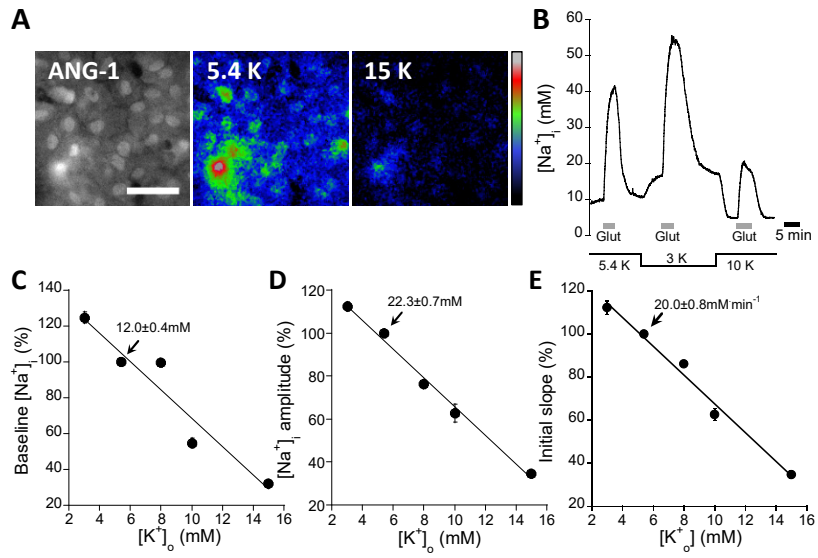 A
ANG-1
5.4 K
15 K
B
[Na⁺]ᵢ (mM)
60
50
40
30
20
10
0
Glut
Glut
Glut
5 min
5.4 K
3 K
10 K
C
Baseline [Na⁺]ᵢ (%)
140
120
100
80
60
40
20
12.0±0.4mM
2 4 6 8 10 12 14 16
[K⁺]ₒ (mM)
D
[Na⁺]ᵢ amplitude (%)
120
100
80
60
40
20
22.3±0.7mM
2 4 6 8 10 12 14 16
[K⁺]ₒ (mM)
E
Initial slope (%)
120
100
80
60
40
20
20.0±0.8mM·min⁻¹
2 4 6 8 10 12 14 16
[K⁺ₒ] (mM)